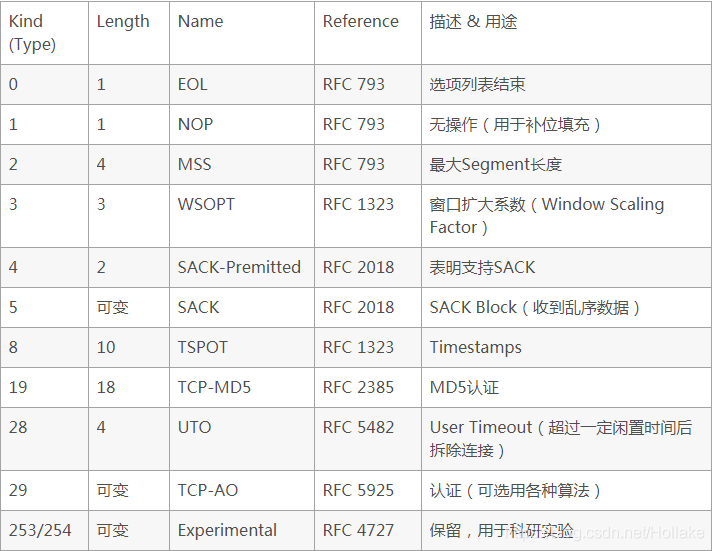 Kind Length Name Reference 描述 & 用途
(Type)
0 1 EOL RFC 793 选项列表结束
1 1 NOP RFC 793 无操作（用于补位填充）
2 4 MSS RFC 793 最大Segment长度
3 3 WSOPT RFC 1323 窗口扩大系数（Window Scaling
Factor）
4 2 SACK-Premitted RFC 2018 表明支持SACK
5 可变 SACK RFC 2018 SACK Block（收到乱序数据）
8 10 TSPOT RFC 1323 Timestamps
19 18 TCP-MD5 RFC 2385 MD5认证
28 4 UTO RFC 5482 User Timeout（超过一定闲置时间后
拆除连接）
29 可变 TCP-AO RFC 5925 认证（可选用各种算法）
253/254 可变 Experimental RFC 4727 保留，用于科研实验
https://blog.csdn.net/Hollake